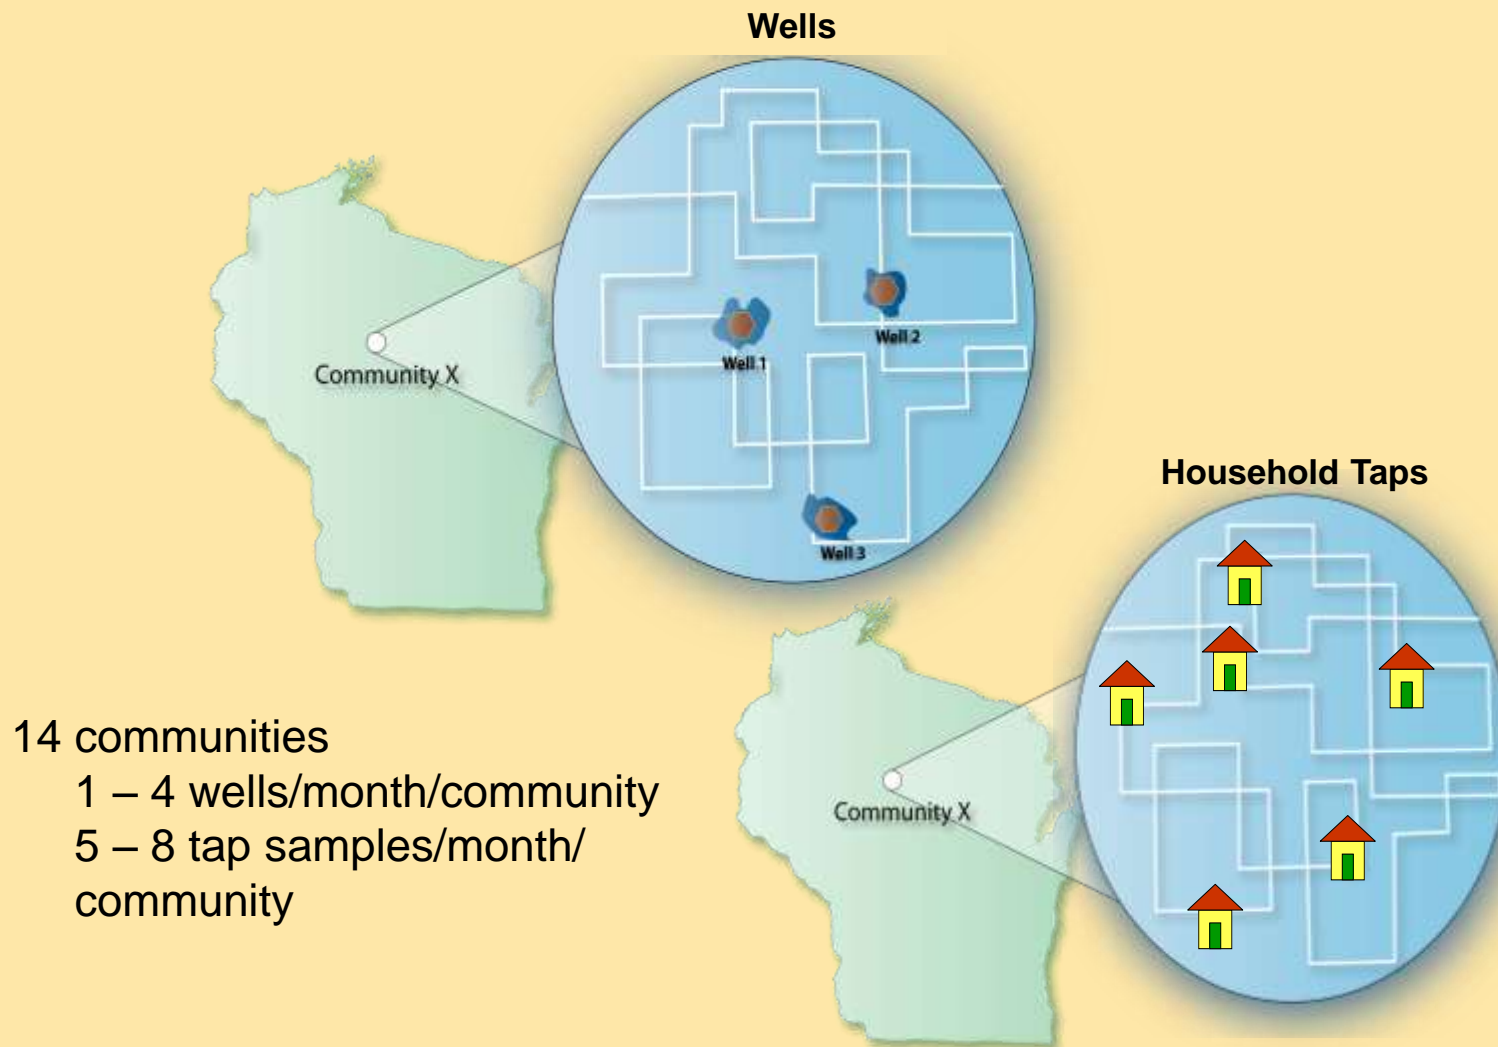 Wells
Well 1
Well 2
Well 3
Community X
Household Taps
Community X
14 communities
1 – 4 wells/month/community
5 – 8 tap samples/month/
community